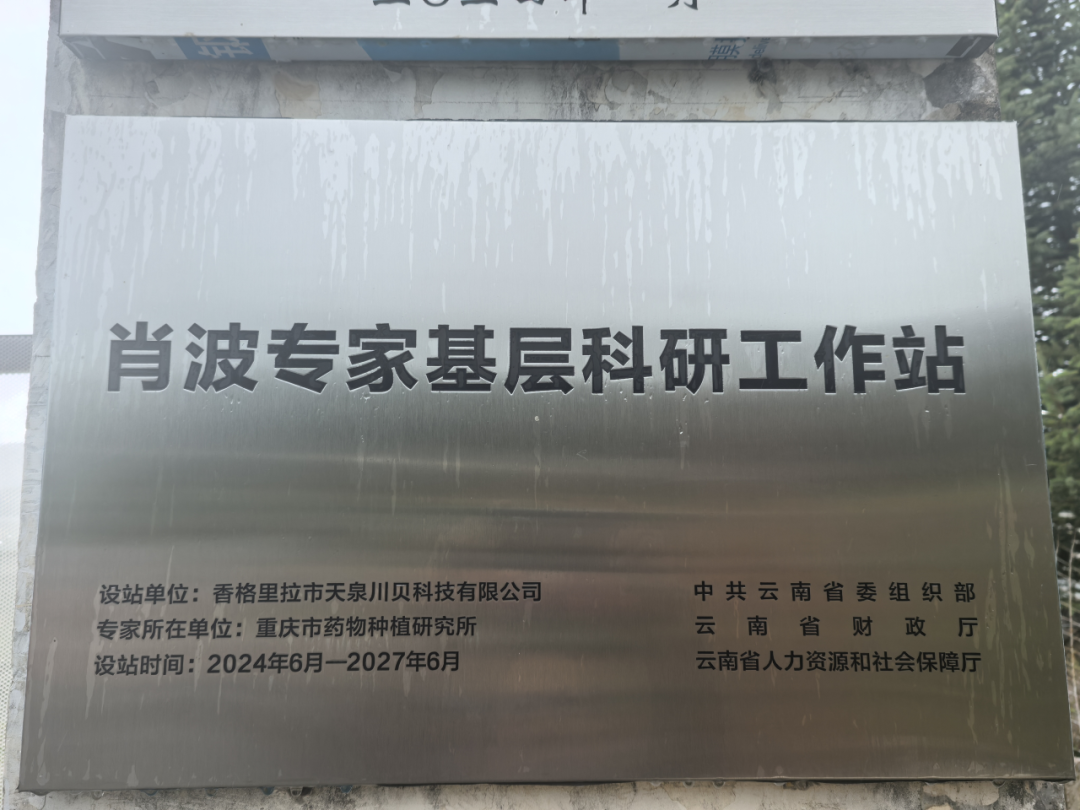 肖波专家基层科研工作站
设站单位：香格里拉市天泉川贝科技有限公司
专家所在单位：重庆市药物种植研究所
设站时间：2024年6月—2027年6月
中共云南省委组织部
云南省财政厅
云南省人力资源和社会保障厅